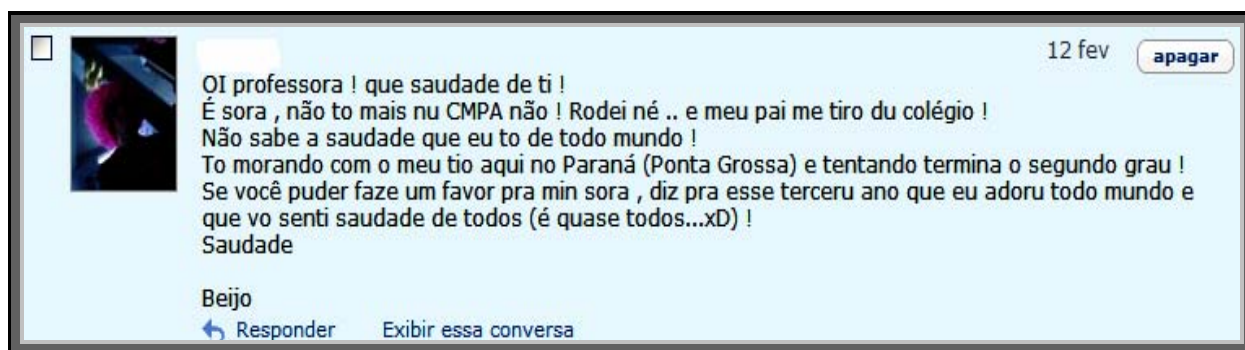 12 fev apagar
OI professora ! que saudade de ti !
É sora , não to mais nu CMPA não ! Rodei né .. e meu pai me tiro du colégio !
Não sabe a saudade que eu to de todo mundo !
To morando com o meu tio aqui no Paraná (Ponta Grossa) e tentando termina o segundo grau !
Se você puder faze um favor pra min sora , diz pra esse terceru ano que eu adoru todo mundo e
que vo senti saudade de todos (é quase todos...xD) !
Saudade
Beijo
Responder Exibir essa conversa